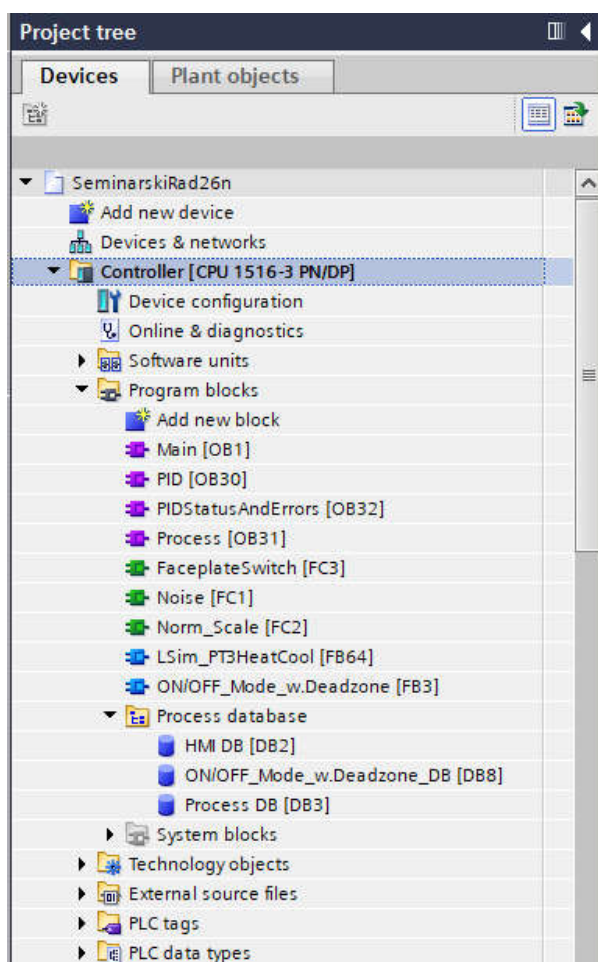 Project tree
Devices
Plant objects
SeminarskiRad26n
Add new device
Devices & networks
Controller [CPU 1516-3 PN/DP]
Device configuration
Online & diagnostics
Software units
Program blocks
Add new block
Main [OB1]
PID [OB30]
PIDStatusAndErrors [OB32]
Process [OB31]
FaceplateSwitch [FC3]
Noise [FC1]
Norm_Scale [FC2]
LSim_PT3HeatCool [FB64]
ON/OFF_Mode_w.Deadzone [FB3]
Process database
HMI DB [DB2]
ON/OFF_Mode_w.Deadzone_DB [DB8]
Process DB [DB3]
System blocks
Technology objects
External source files
PLC tags
PLC data types